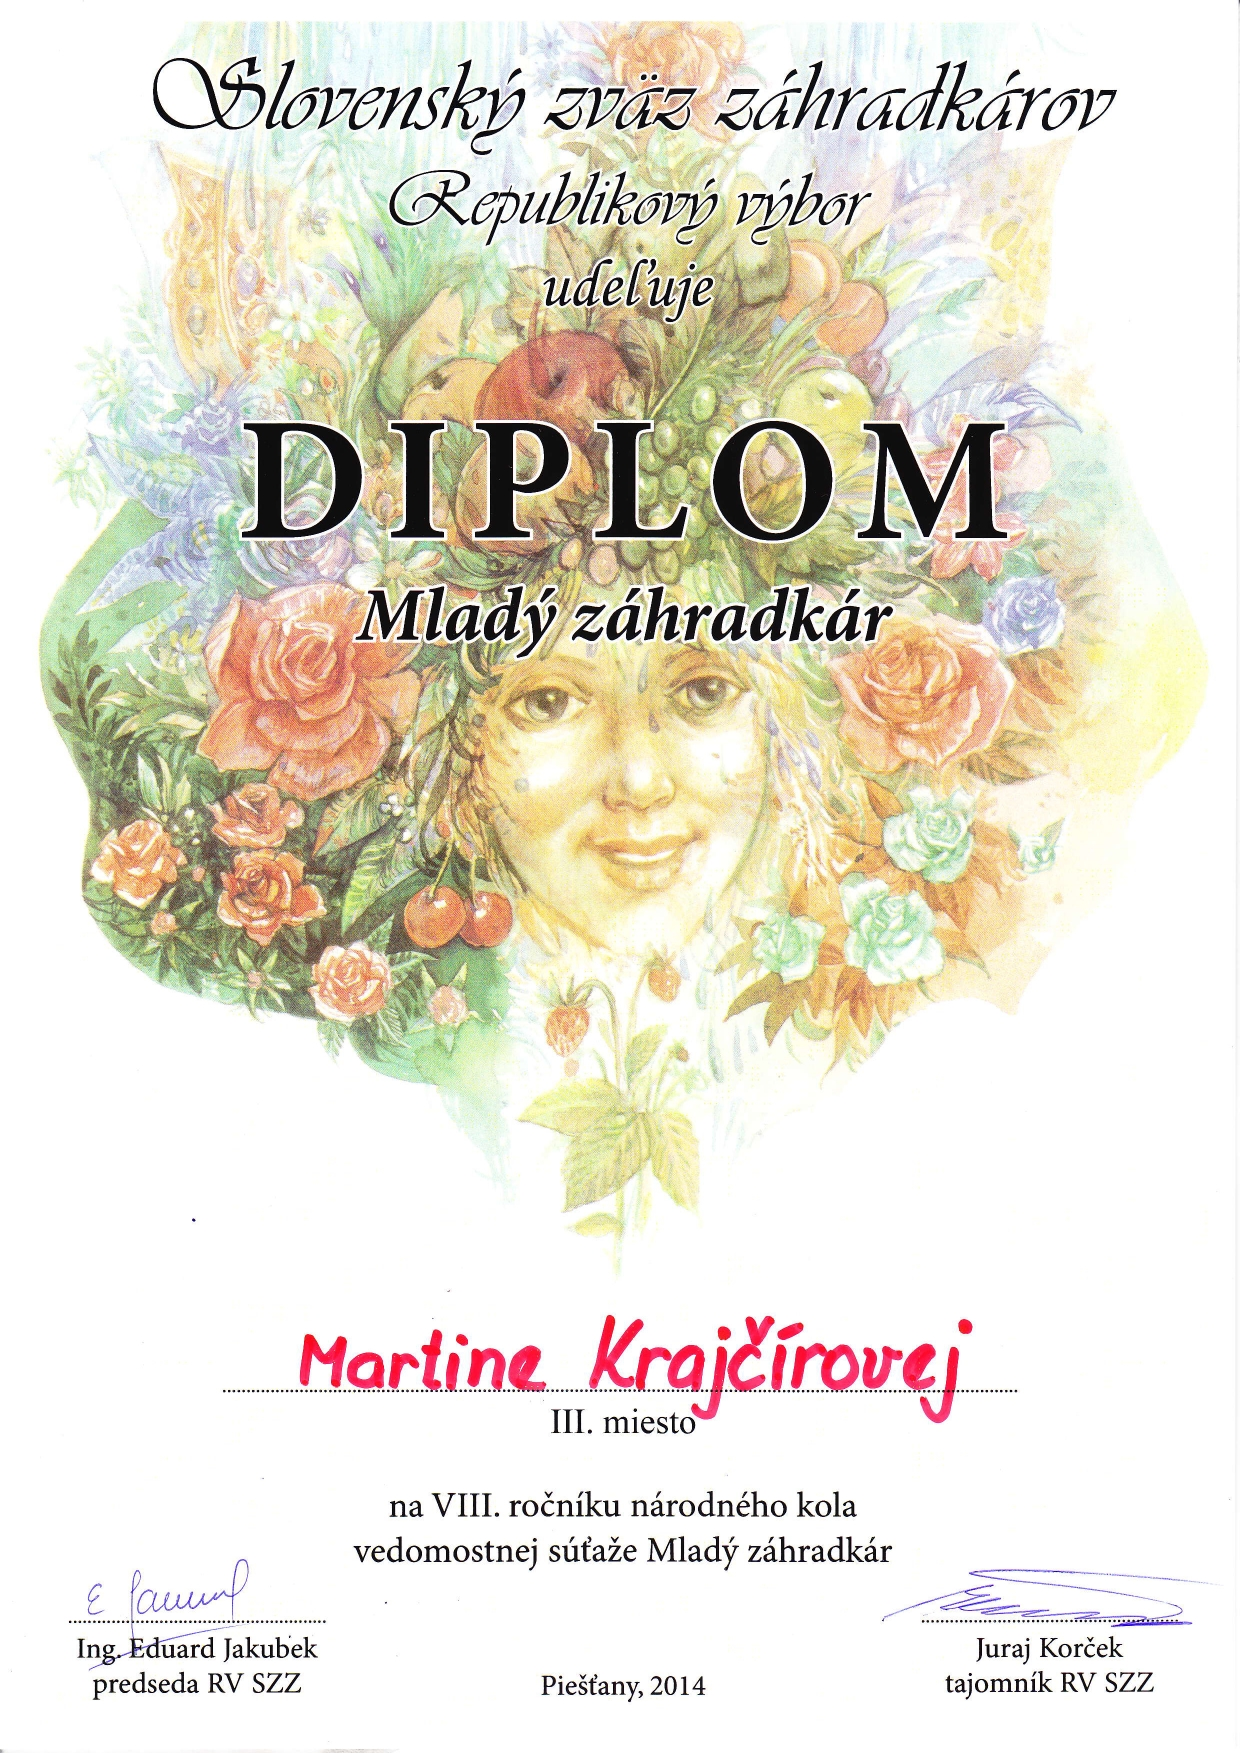 Slovenský zväz záhradkárov
Republikový výbor
udeľuje
DIPLOM
Mladý záhradkár
Martine Krajčírovej
III. miesto
na VIII. ročníku národného kola
vedomostnej súťaže Mladý záhradkár
Ing. Eduard Jakubek
predseda RV SZZ
Piešťany, 2014
Juraj Korček
tajomník RV SZZ